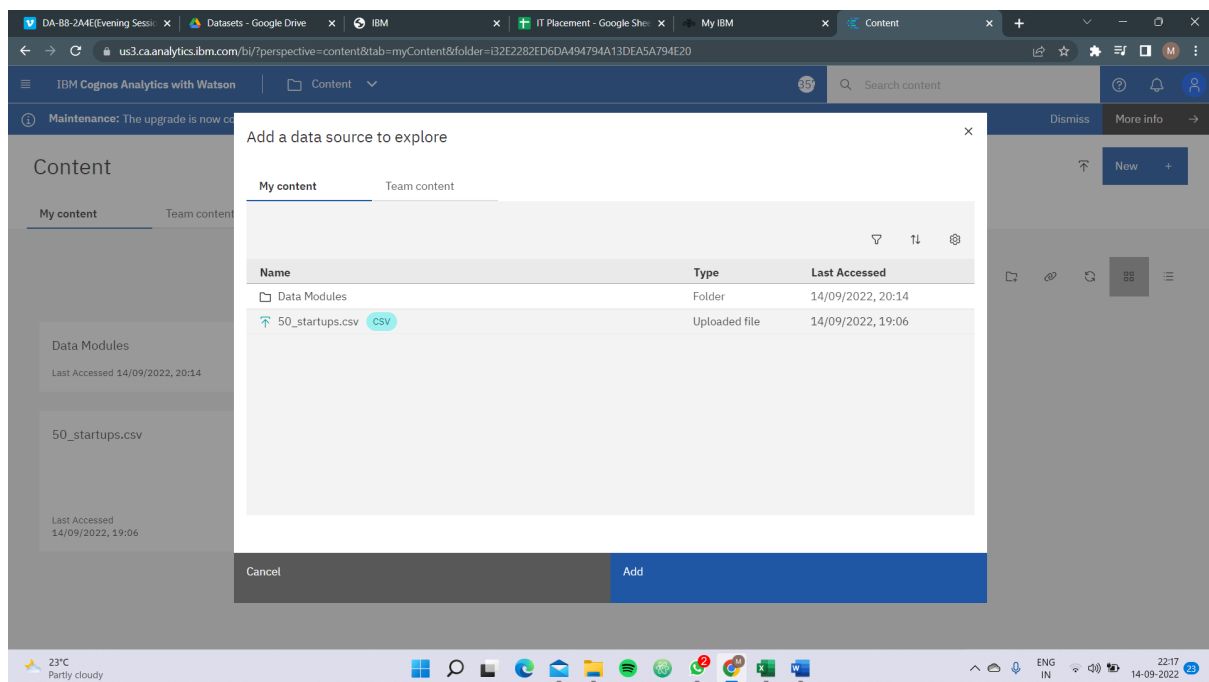 DA-B8-2A4E(Evening Sessio
Datasets - Google Drive
IBM
IT Placement - Google Shee
My IBM
Content
us3.ca.analytics.ibm.com/bi/?perspective=content&tab=myContent&folder=i32E2282ED6DA494794A13DEA5A794E20
M
IBM Cognos Analytics with Watson
Content
Search content
Maintenance: The upgrade is now co
Dismiss
More info
Add a data source to explore
Content
New +
My content
Team content
My content
Team content
Name Type Last Accessed
Data Modules Folder 14/09/2022, 20:14
50_startups.csv CSV Uploaded file 14/09/2022, 19:06
Data Modules
Last Accessed 14/09/2022, 20:14
50_startups.csv
Last Accessed
14/09/2022, 19:06
Cancel
Add
23°C
Partly cloudy
2
M
ENG
IN
22:17
14-09-2022
23